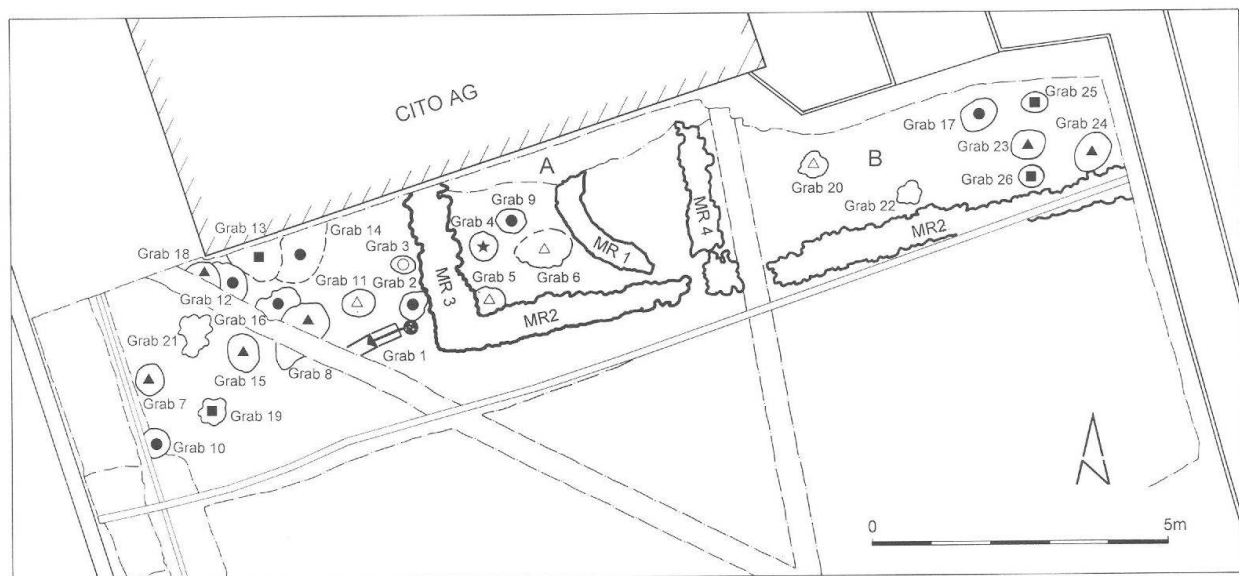 CITO AG
A
B
Grab 25
Grab 17
Grab 24
Grab 23
Grab 20
Grab 26
Grab 22
MR2
MR 4
MR 1
Grab 9
Grab 4
Grab 6
Grab 5
MR 3
MR2
Grab 13
Grab 14
Grab 3
Grab 18
Grab 11
Grab 2
Grab 12
Grab 16
Grab 21
Grab 1
Grab 15
Grab 8
Grab 7
Grab 19
Grab 10
0
5m